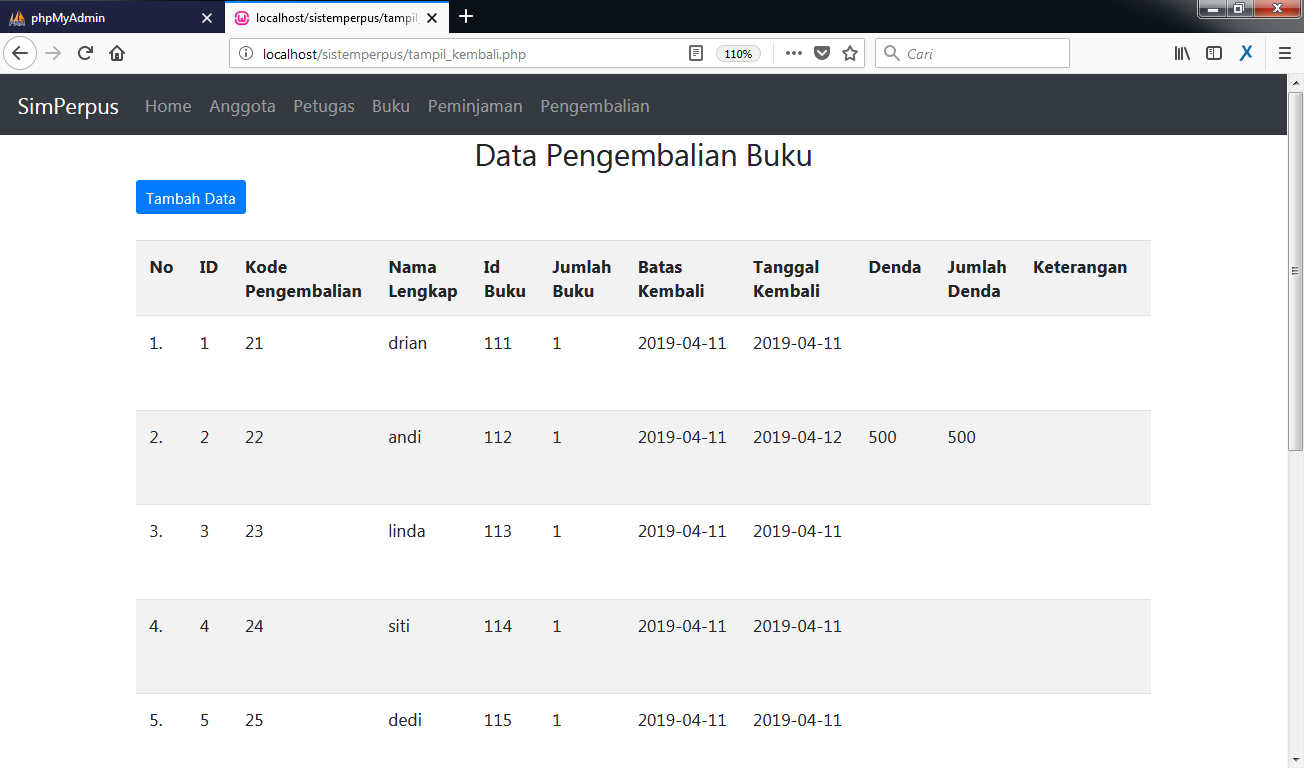 phpMyAdmin
localhost/sistemperpus/tampil_
localhost/sistemperpus/tampil_kembali.php
110%
Cari
SimPerpus Home Anggota Petugas Buku Peminjaman Pengembalian
Data Pengembalian Buku
Tambah Data
No ID Kode Pengembalian Nama Lengkap Id Buku Jumlah Buku Batas Kembali Tanggal Kembali Denda Jumlah Denda Keterangan
1. 1 21 drian 111 1 2019-04-11 2019-04-11
2. 2 22 andi 112 1 2019-04-11 2019-04-12 500 500
3. 3 23 linda 113 1 2019-04-11 2019-04-11
4. 4 24 siti 114 1 2019-04-11 2019-04-11
5. 5 25 dedi 115 1 2019-04-11 2019-04-11